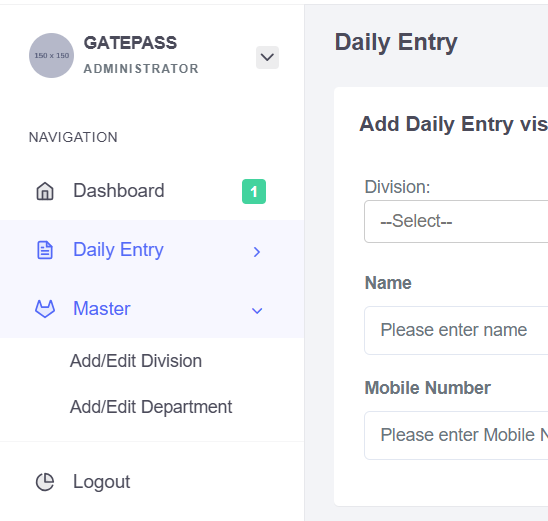 150 x 150
GATEPASS
ADMINISTRATOR
NAVIGATION
Dashboard
1
Daily Entry
Master
Add/Edit Division
Add/Edit Department
Logout
Daily Entry
Add Daily Entry vis
Division:
--Select--
Name
Please enter name
Mobile Number
Please enter Mobile N